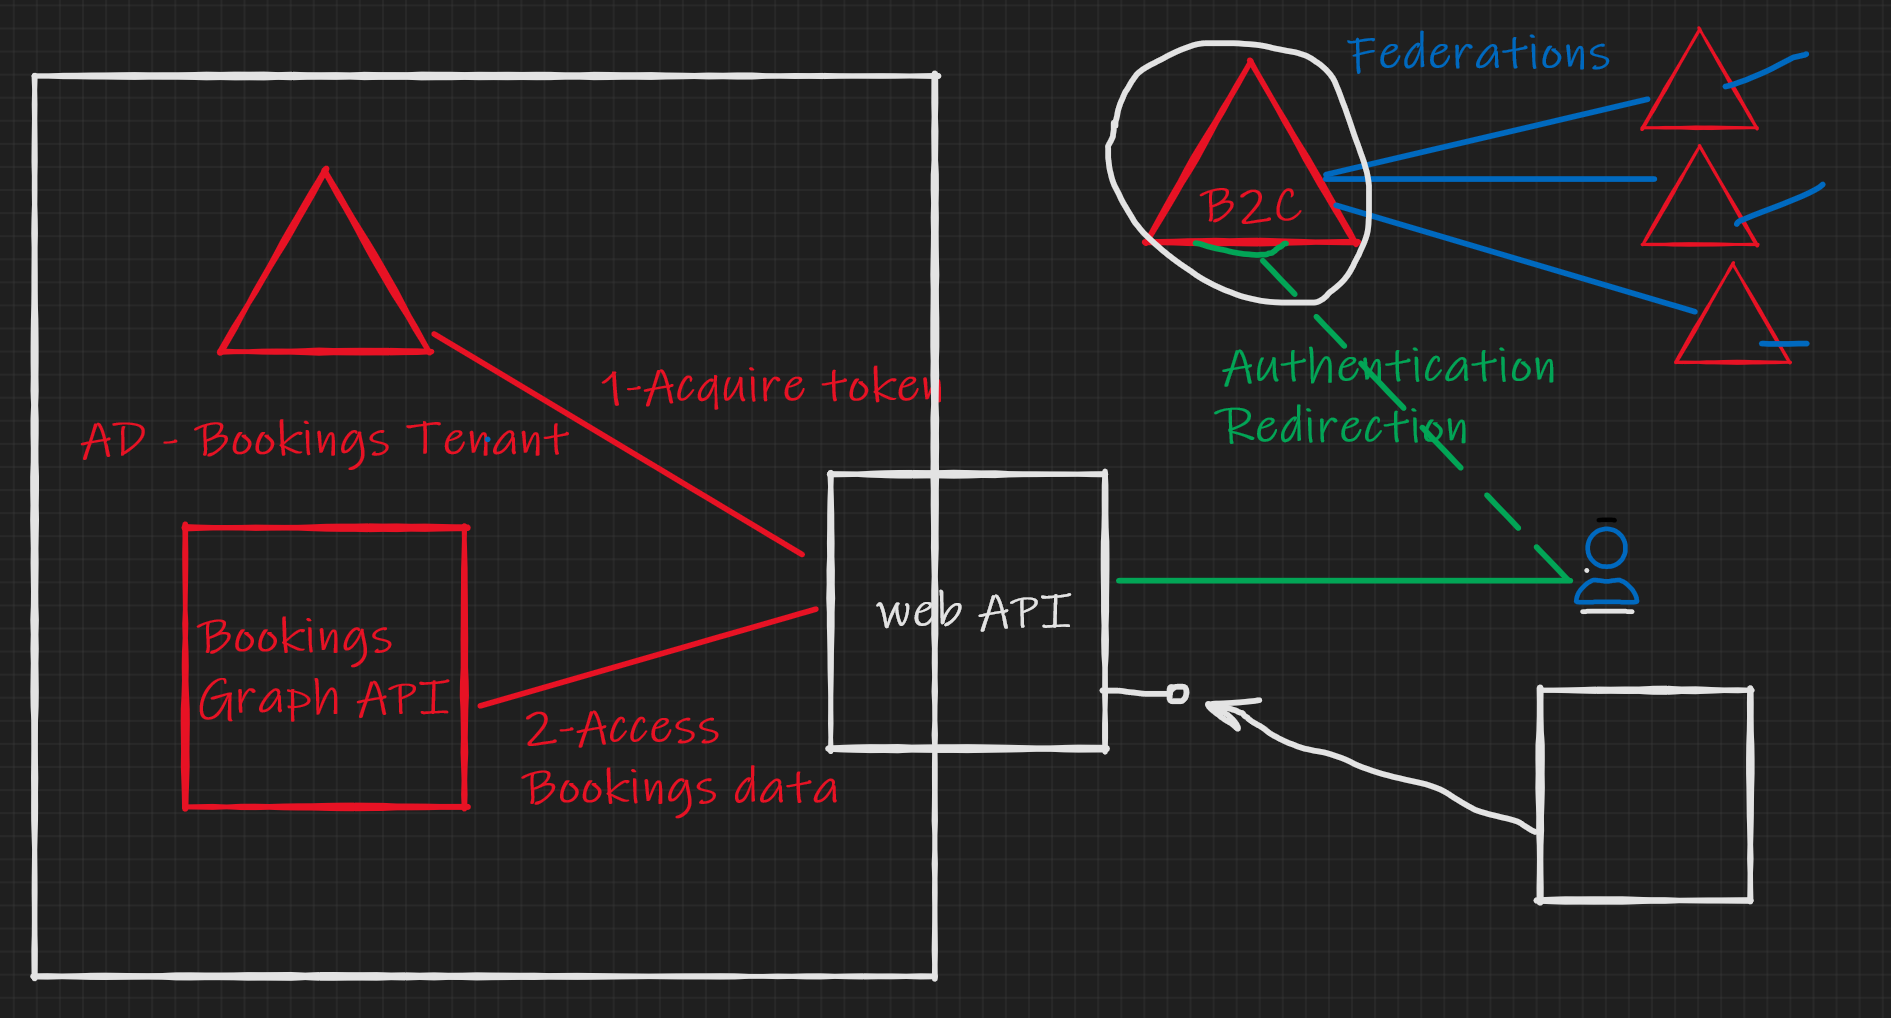 Federations
B2C
1-Acquire token
AD - Bookings Tenant
Authentication
Redirection
web API
Bookings
Graph API
2-Access
Bookings data